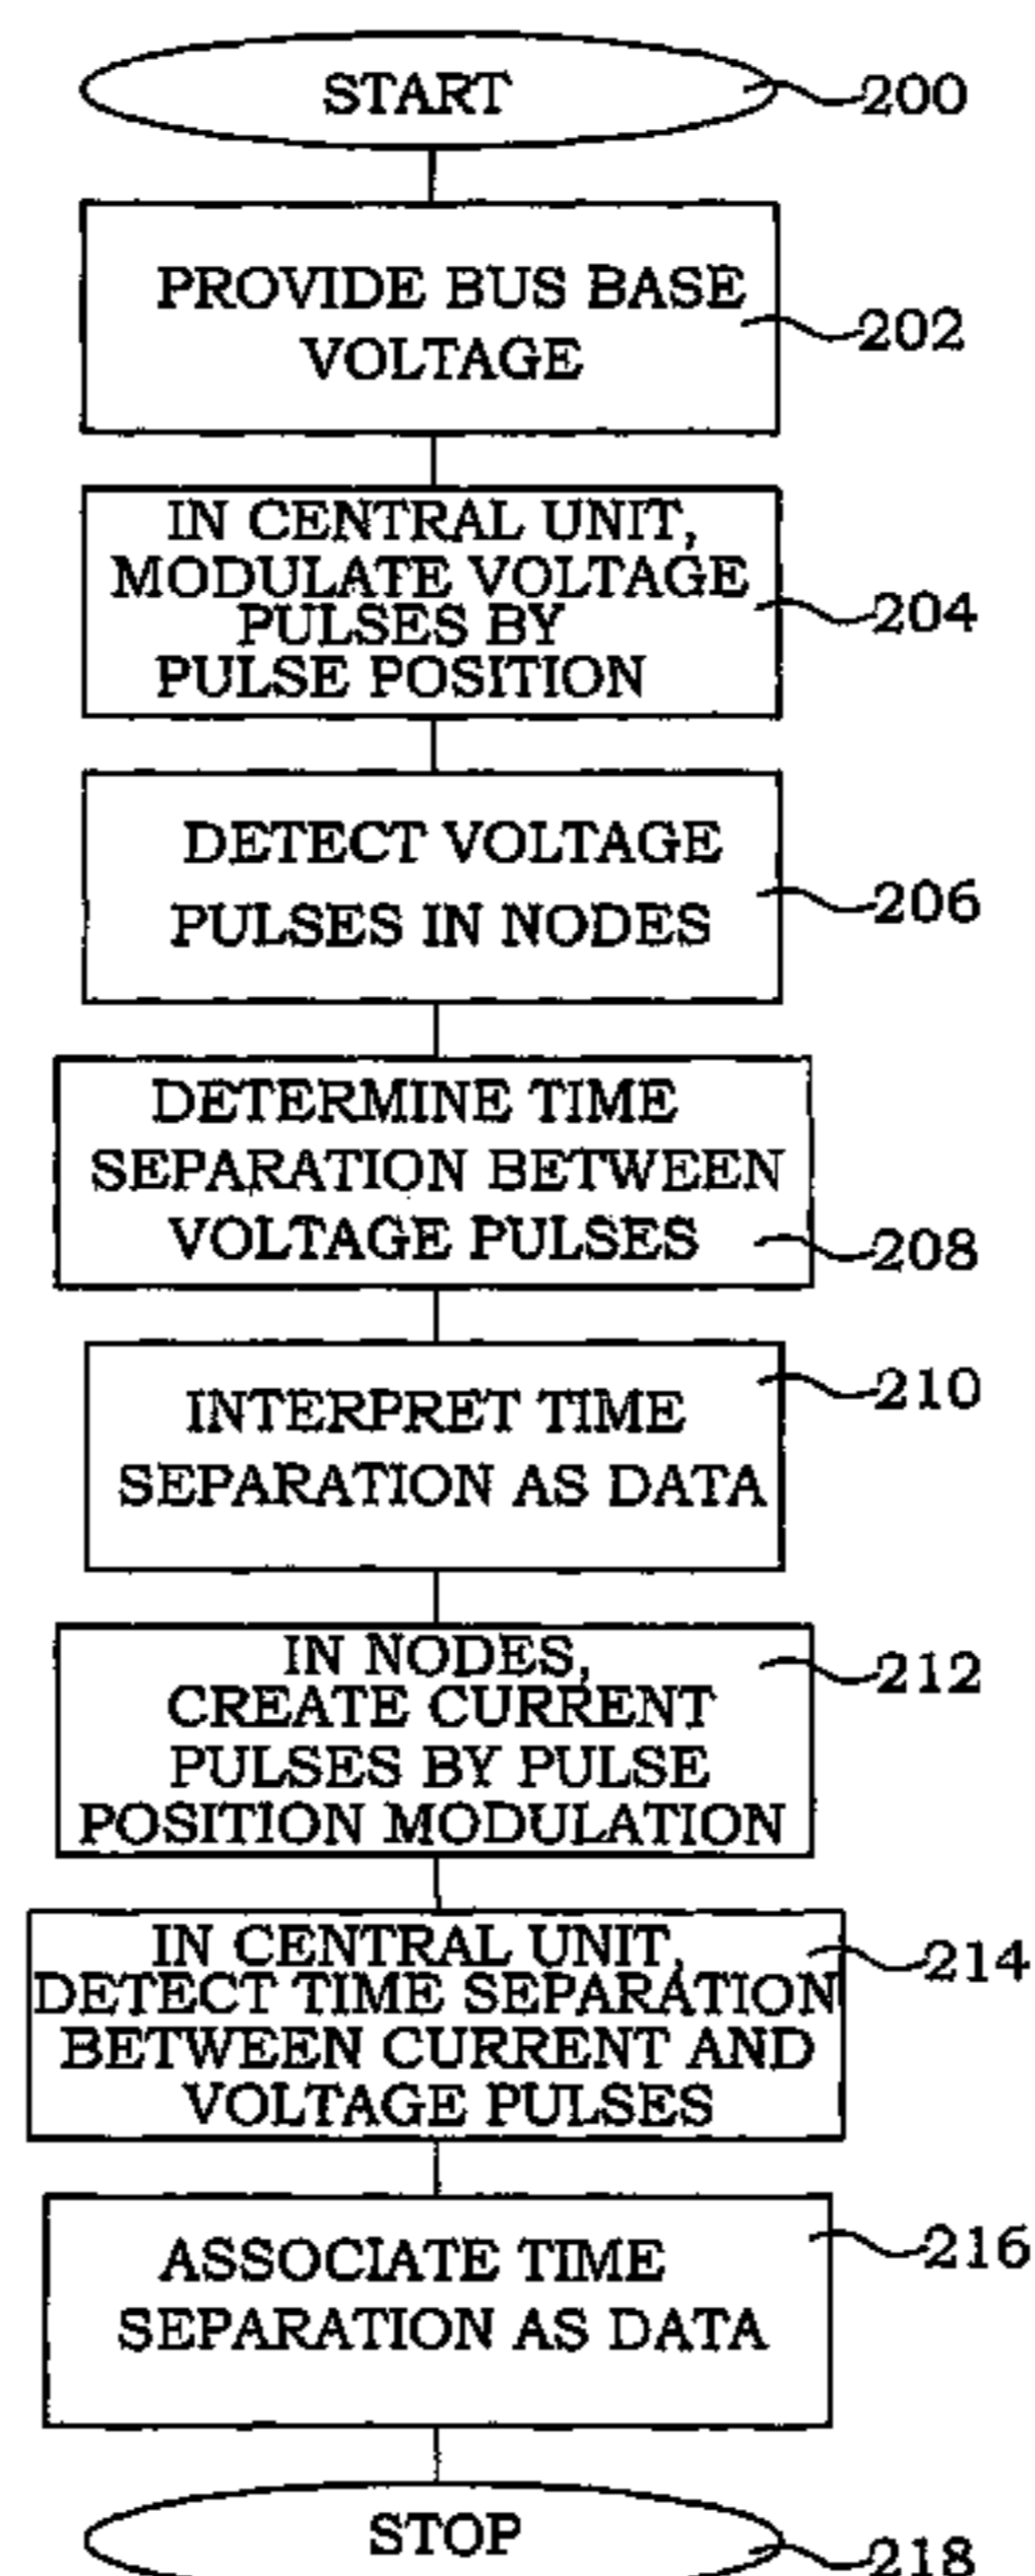 START
200
PROVIDE BUS BASE
VOLTAGE
202
IN CENTRAL UNIT,
MODULATE VOLTAGE
PULSES BY
PULSE POSITION
204
DETECT VOLTAGE
PULSES IN NODES
206
DETERMINE TIME
SEPARATION BETWEEN
VOLTAGE PULSES
208
INTERPRET TIME
SEPARATION AS DATA
210
IN NODES,
CREATE CURRENT
PULSES BY PULSE
POSITION MODULATION
212
IN CENTRAL UNIT,
DETECT TIME SEPARATION
BETWEEN CURRENT AND
VOLTAGE PULSES
214
ASSOCIATE TIME
SEPARATION AS DATA
216
STOP
218